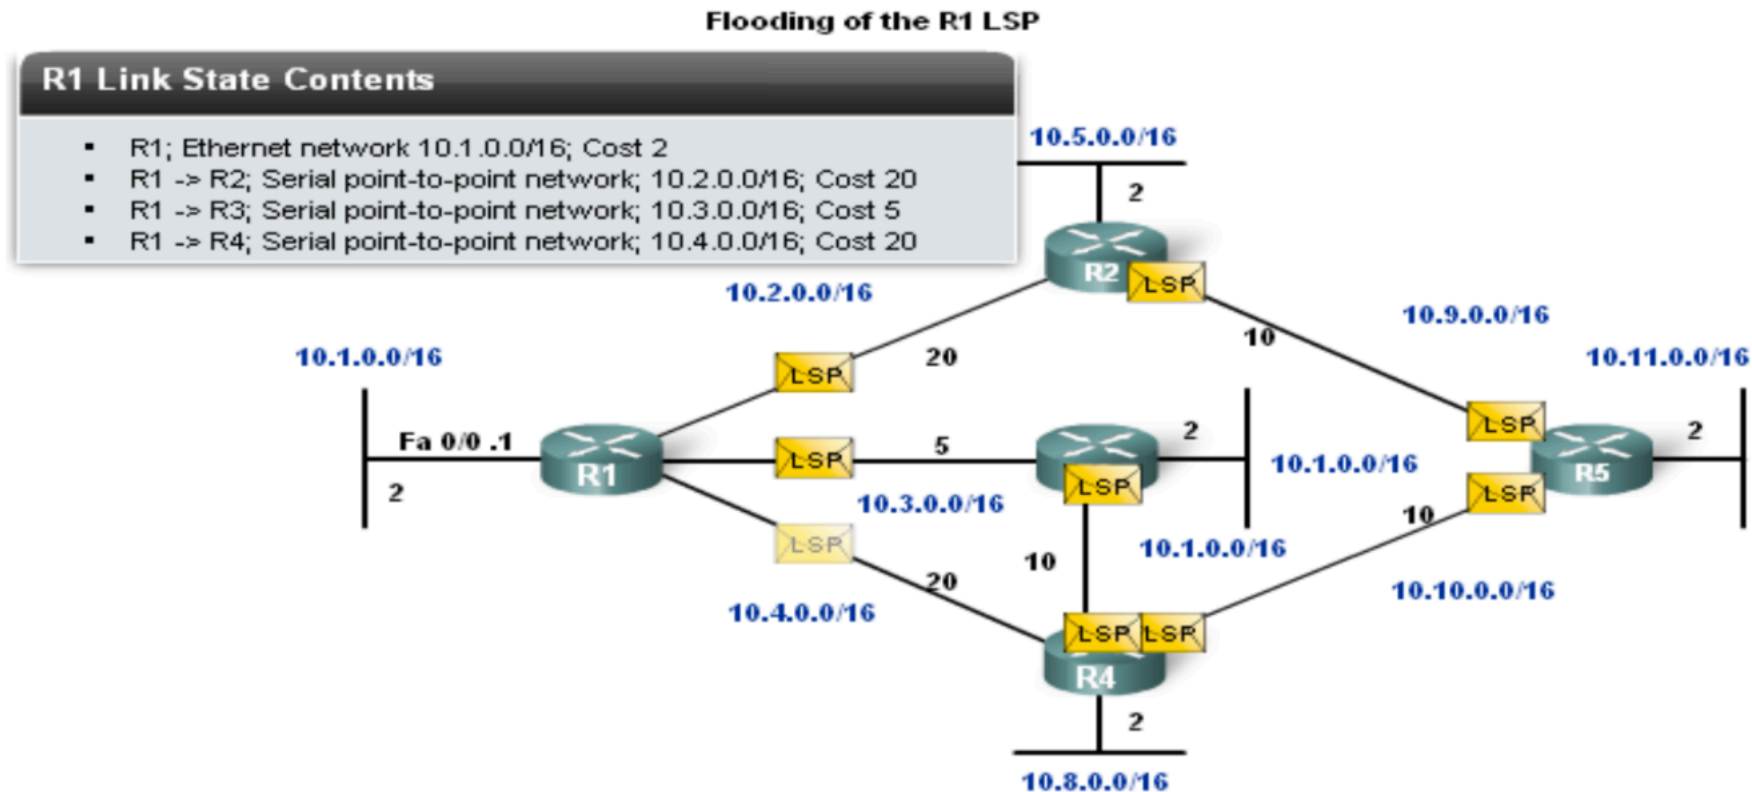 Flooding of the R1 LSP
R1 Link State Contents
▪ R1; Ethernet network 10.1.0.0/16; Cost 2
▪ R1 -> R2; Serial point-to-point network; 10.2.0.0/16; Cost 20
▪ R1 -> R3; Serial point-to-point network; 10.3.0.0/16; Cost 5
▪ R1 -> R4; Serial point-to-point network; 10.4.0.0/16; Cost 20
10.5.0.0/16
2
R2
LSP
10.2.0.0/16
10.9.0.0/16
10
20
10.1.0.0/16
LSP
10.11.0.0/16
LSP
Fa 0/0 .1
R1
LSP
5
2
2
R5
10.1.0.0/16
2
LSP
LSP
10.3.0.0/16
10
LSP
10.1.0.0/16
10
20
10.10.0.0/16
10.4.0.0/16
LSP
LSP
R4
2
10.8.0.0/16